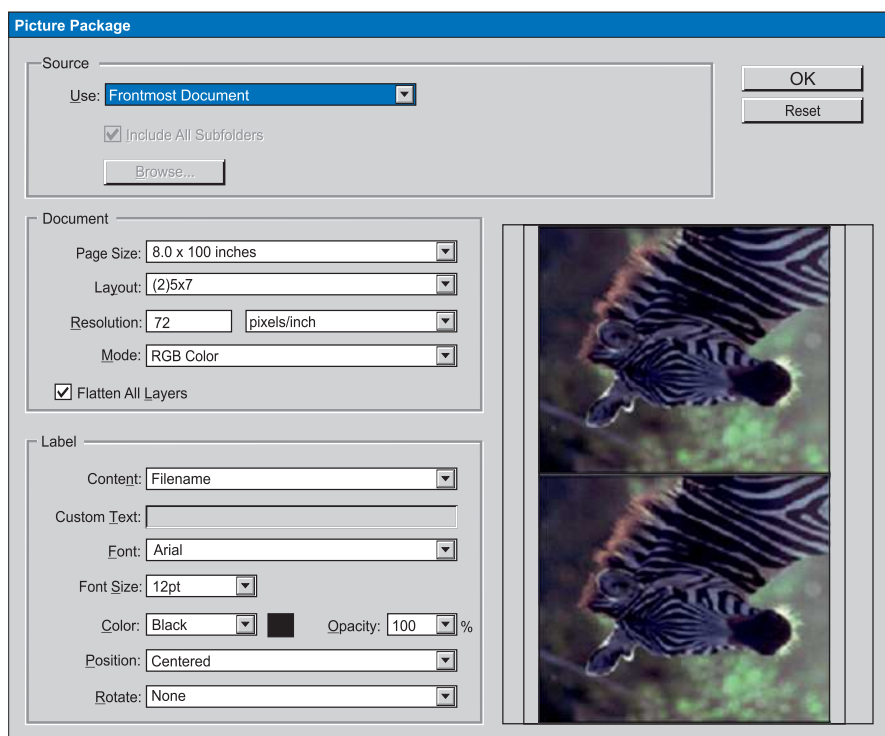 Picture Package
Source
Use: Frontmost Document
Include All Subfolders
Browse...
OK
Reset
Document
Page Size: 8.0 x 100 inches
Layout: (2)5x7
Resolution: 72 pixels/inch
Mode: RGB Color
Flatten All Layers
Label
Content: Filename
Custom Text:
Font: Arial
Font Size: 12pt
Color: Black Opacity: 100 %
Position: Centered
Rotate: None